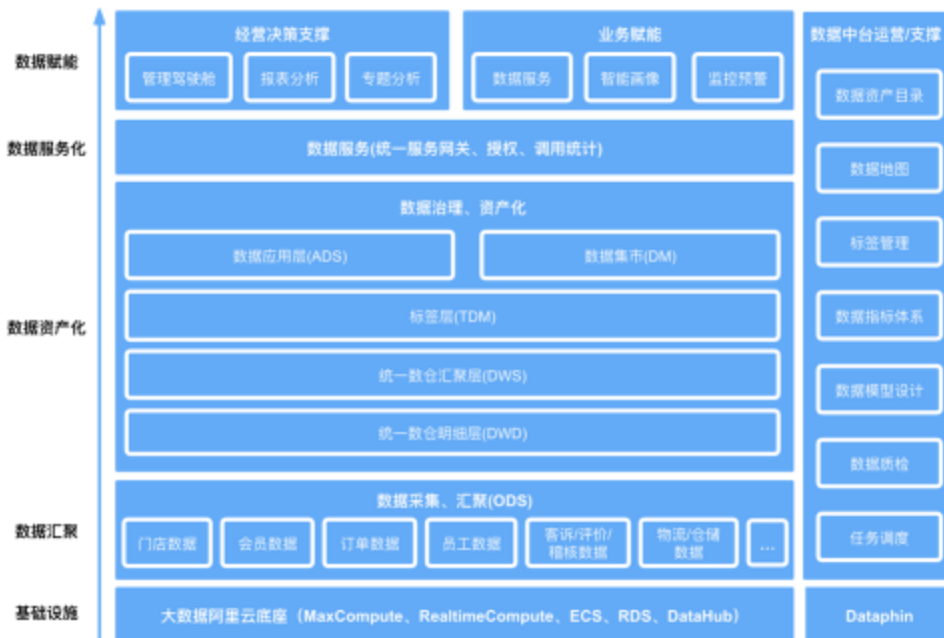 数据赋能
经营决策支撑
管理驾驶舱
报表分析
专题分析
业务赋能
数据服务
智能画像
监控预警
数据服务化
数据服务(统一服务网关、授权、调用统计)
数据资产化
数据治理、资产化
数据应用层(ADS)
数据集市(DM)
标签层(TDM)
统一数仓汇聚层(DWS)
统一数仓明细层(DWD)
数据汇聚
数据采集、汇聚(ODS)
门店数据
会员数据
订单数据
员工数据
客诉/评价/
稽核数据
物流/仓储
数据
...
基础设施
大数据阿里云底座（MaxCompute、RealtimeCompute、ECS、RDS、DataHub）
数据中台运营/支撑
数据资产目录
数据地图
标签管理
数据指标体系
数据模型设计
数据质检
任务调度
Dataphin